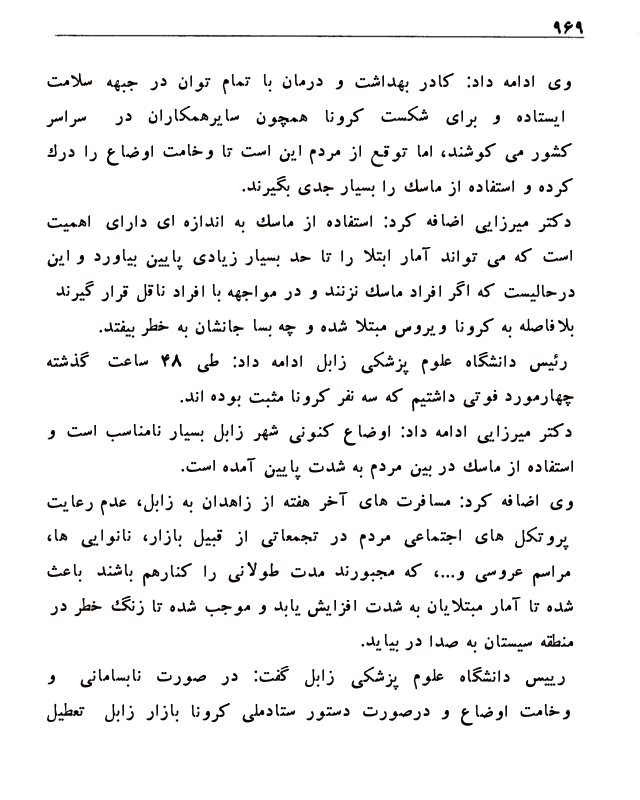 ۹۶۹
وی ادامه داد: کادر بهداشت و درمان با تمام توان در جبهه سلامت
ایستاده و برای شکست کرونا همچون سایرهمکاران در سراسر
کشور می کوشند، اما توقع از مردم این است تا وخامت اوضاع را درك
کرده و استفاده از ماسك را بسیار جدی بگیرند.
دکتر میرزایی اضافه کرد: استفاده از ماسك به اندازه ای دارای اهمیت
است که می تواند آمار ابتلا را تا حد بسیار زیادی پایین بیاورد و این
درحالیست که اگر افراد ماسك نزنند و در مواجهه با افراد ناقل قرار گیرند
بلافاصله به کرونا ویروس مبتلا شده و چه بسا جانشان به خطر بیفتد.
رئیس دانشگاه علوم پزشکی زابل ادامه داد: طی ۴۸ ساعت گذشته
چهارمورد فوتی داشتیم که سه نفر کرونا مثبت بوده اند.
دکتر میرزایی ادامه داد: اوضاع کنونی شهر زابل بسیار نامناسب است و
استفاده از ماسك در بین مردم به شدت پایین آمده است.
وی اضافه کرد: مسافرت های آخر هفته از زاهدان به زابل، عدم رعایت
پروتکل های اجتماعی مردم در تجمعاتی از قبیل بازار، نانوایی ها،
مراسم عروسی و...، که مجبورند مدت طولانی را کنارهم باشند باعث
شده تا آمار مبتلایان به شدت افزایش یابد و موجب شده تا زنگ خطر در
منطقه سیستان به صدا در بیاید.
رییس دانشگاه علوم پزشکی زابل گفت: در صورت نابسامانی و
وخامت اوضاع و درصورت دستور ستادملی کرونا بازار زابل تعطیل